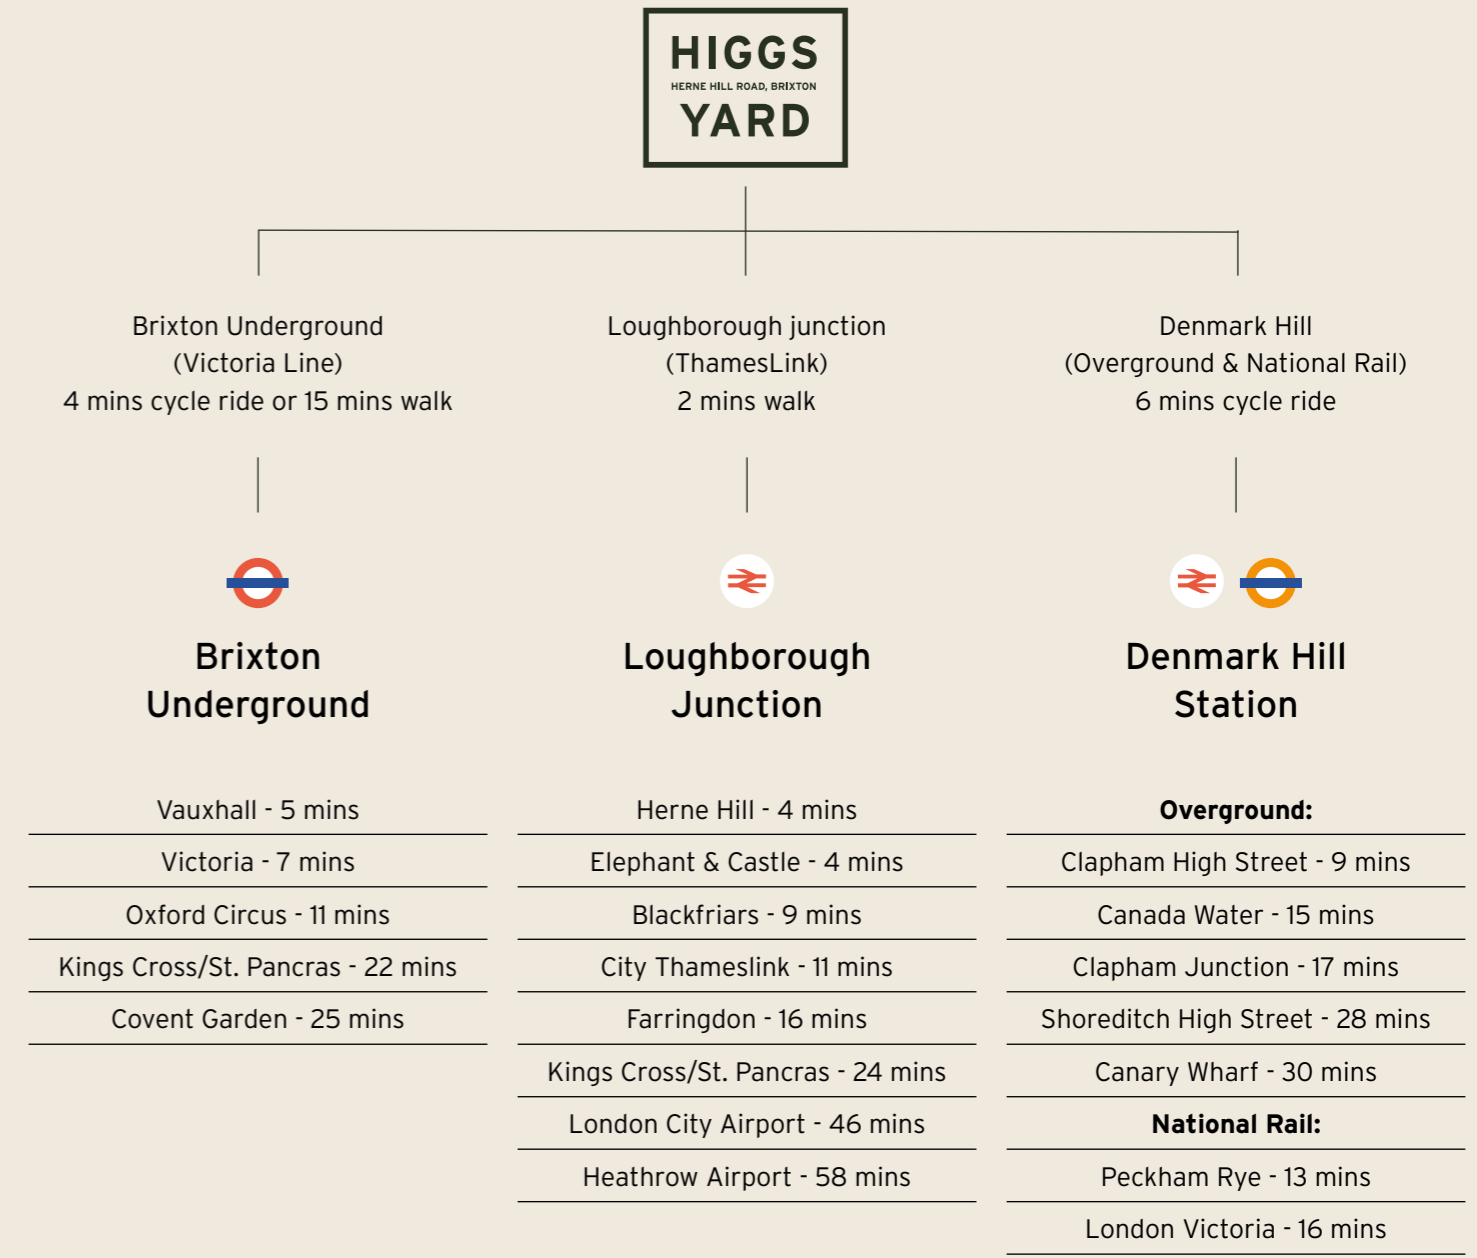 HIGGS
HERNE HILL ROAD, BRIXTON
YARD
Brixton Underground
(Victoria Line)
4 mins cycle ride or 15 mins walk
Loughborough junction
(ThamesLink)
2 mins walk
Denmark Hill
(Overground & National Rail)
6 mins cycle ride
Brixton
Underground
Vauxhall - 5 mins
Victoria - 7 mins
Oxford Circus - 11 mins
Kings Cross/St. Pancras - 22 mins
Covent Garden - 25 mins
Loughborough
Junction
Herne Hill - 4 mins
Elephant & Castle - 4 mins
Blackfriars - 9 mins
City Thameslink - 11 mins
Farringdon - 16 mins
Kings Cross/St. Pancras - 24 mins
London City Airport - 46 mins
Heathrow Airport - 58 mins
Denmark Hill
Station
Overground:
Clapham High Street - 9 mins
Canada Water - 15 mins
Clapham Junction - 17 mins
Shoreditch High Street - 28 mins
Canary Wharf - 30 mins
National Rail:
Peckham Rye - 13 mins
London Victoria - 16 mins